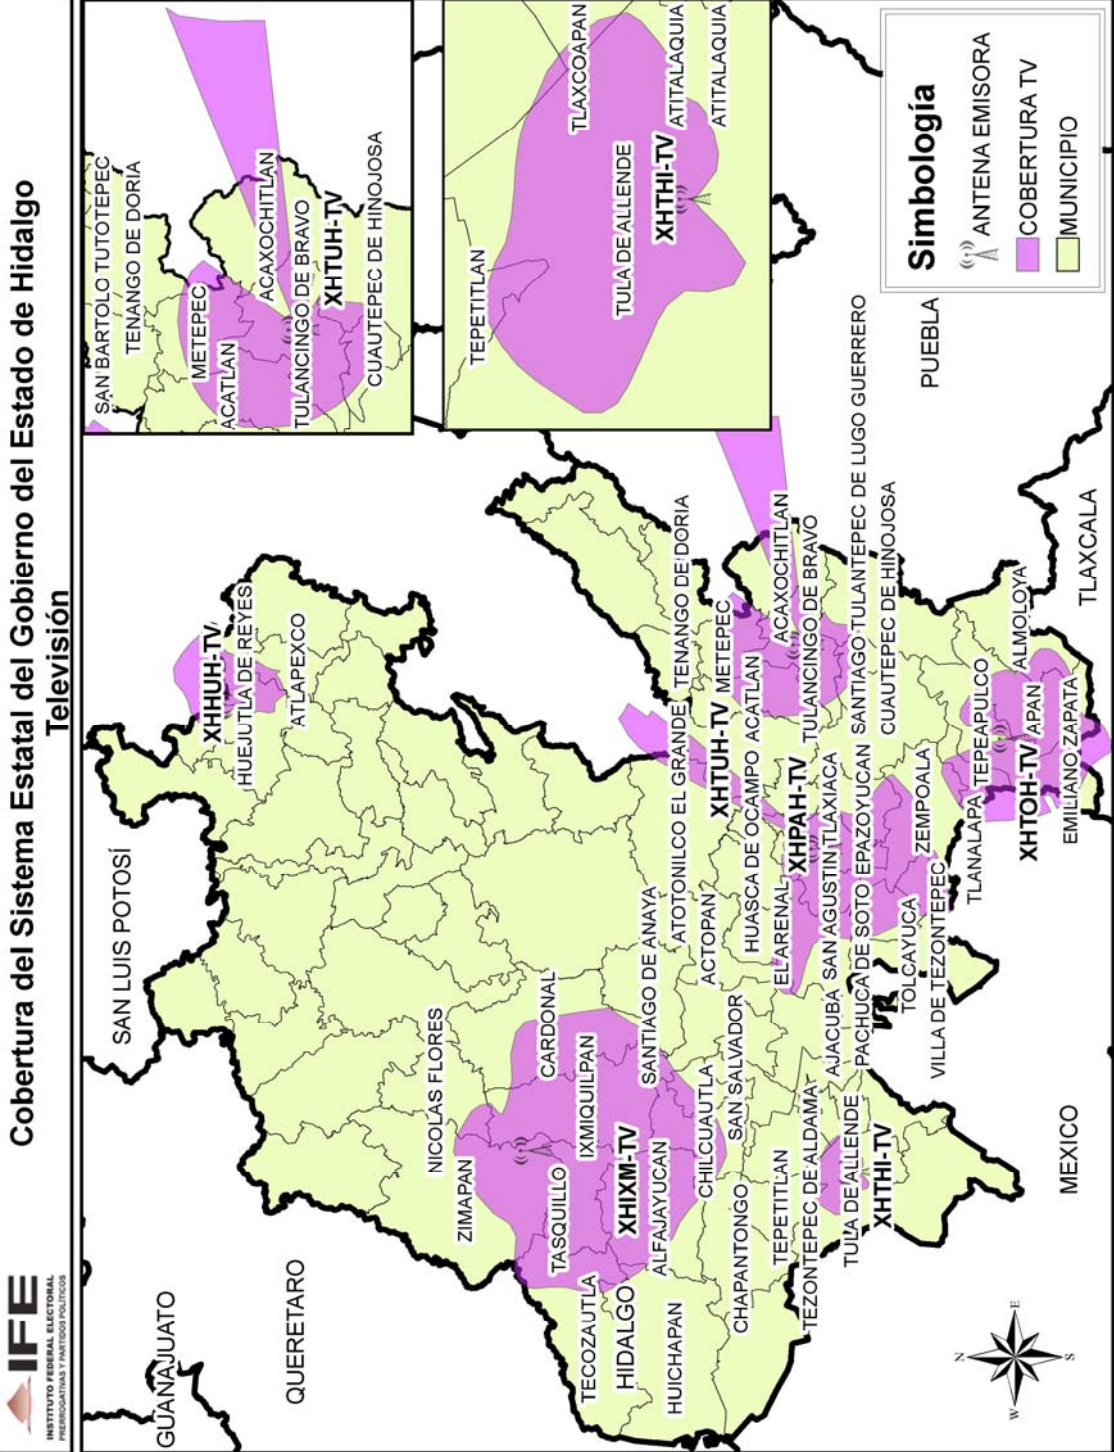 IFE
INSTITUTO FEDERAL ELECTORAL
PRERROGATIVAS Y PARTIDOS POLÍTICOS
Cobertura del Sistema Estatal del Gobierno del Estado de Hidalgo
Televisión
GUANAJUATO
SAN LUIS POTOSÍ
QUERETARO
XHHUH-TV
HUEJUTLA DE REYES
ATLAPEXCO
NICOLAS FLORES
ZIMAPAN
CARDONAL
TASQUILLO
IXMIQUILPAN
TECOZAUTLA
HIDALGO
XHIXM-TV
SANTIAGO DE ANAYA
ALFAJAYUCAN
HUICHAPAN
CHILCUAUTLA
ACTOPAN
SAN SALVADOR
CHAPANTONGO
ATOTONILCO EL GRANDE
TENANGO DE DORIA
XHTUH-TV
METEPEC
HUASCA DE OCAMPO
ACATLAN
ACAXOCHITLAN
TULANCINGO DE BRAVO
TEPETITLAN
EL ARENAL
XHPAH-TV
TEZONTEPEC DE ALDAMA
AJACUBA
SAN AGUSTIN TLAXIACA
TULA DE ALLENDE
PACHUCA DE SOTO
EPAZOYUCAN
SANTIAGO TULANTEPEC DE LUGO GUERRERO
XHTHI-TV
CUAUTEPEC DE HINOJOSA
TOLCAYUCA
ZEMPOALA
VILLA DE TEZONTEPEC
TLANALAPA
TEPEAPULCO
ALMOLOYA
XHTOH-TV
APAN
EMILIANO ZAPATA
MEXICO
TLAXCALA
PUEBLA
N
W
E
S
SAN BARTOLO TUTOTEPEC
TENANGO DE DORIA
METEPEC
ACATLAN
ACAXOCHITLAN
TULANCINGO DE BRAVO
XHTUH-TV
CUAUTEPEC DE HINOJOSA
TEPETITLAN
TLAXCOAPAN
TULA DE ALLENDE
XHTHI-TV
ATITALAQUIA
ATITALAQUIA
Simbología
ANTENA EMISORA
COBERTURA TV
MUNICIPIO